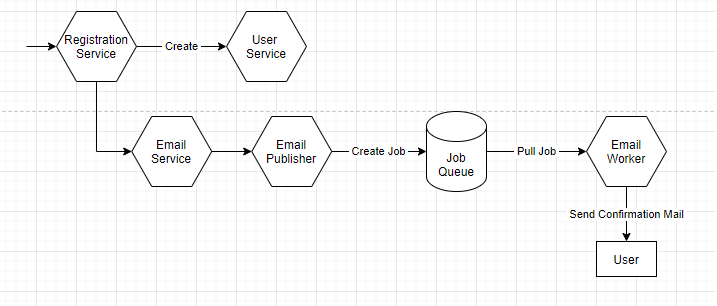 Registration
Service
Create
User
Service
Email
Service
Email
Publisher
Create Job
Job
Queue
Pull Job
Email
Worker
Send Confirmation Mail
User